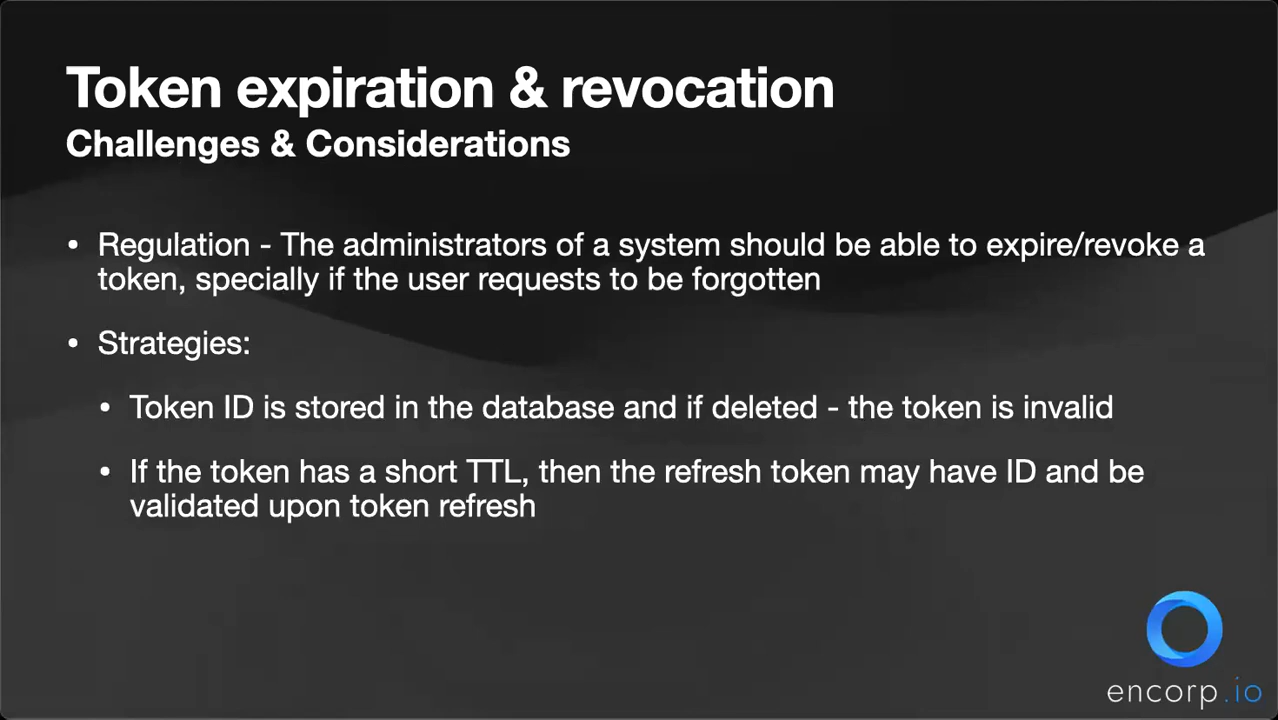 Token expiration & revocation
Challenges & Considerations
• Regulation - The administrators of a system should be able to expire/revoke a
token, specially if the user requests to be forgotten
• Strategies:
• Token ID is stored in the database and if deleted - the token is invalid
• If the token has a short TTL, then the refresh token may have ID and be
validated upon token refresh
encorp.io